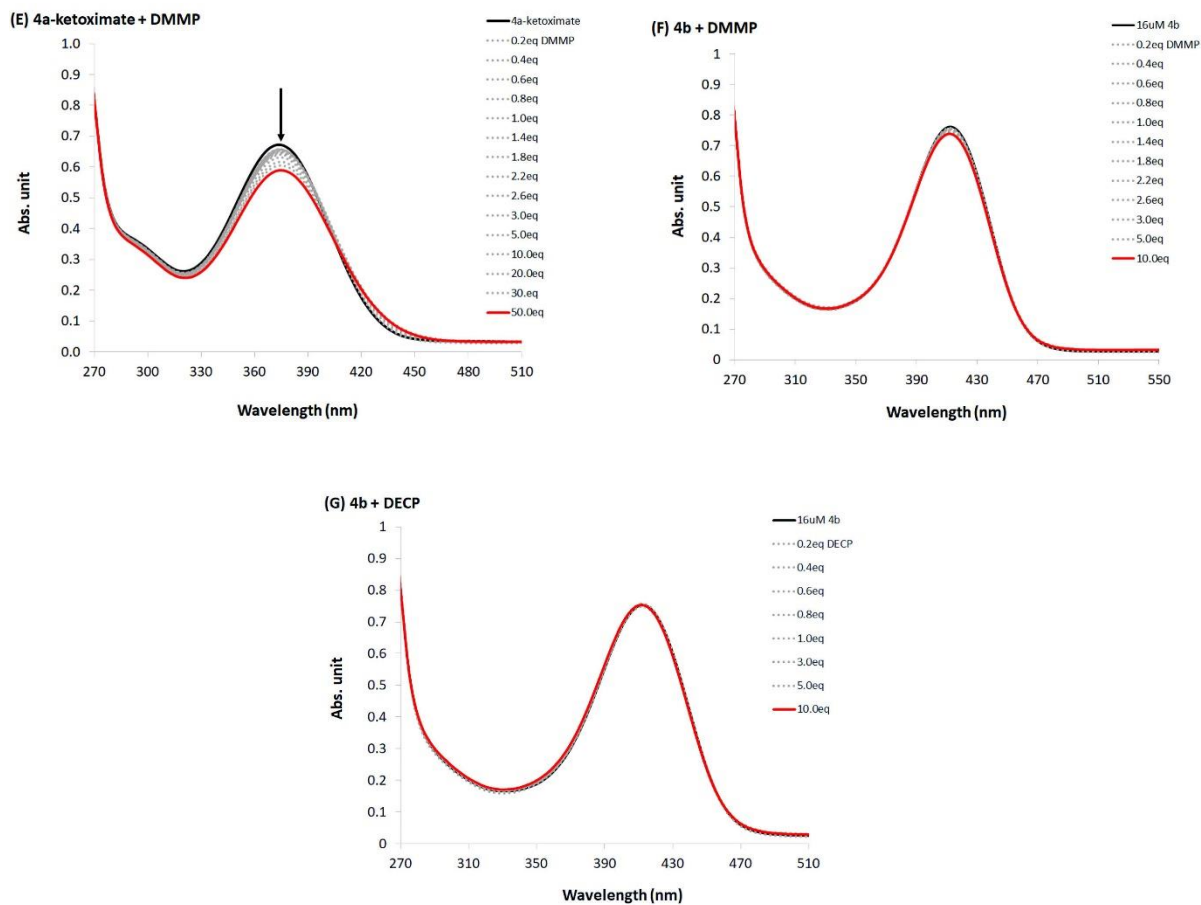 (E) 4a-ketoximate + DMMP
4a-ketoximate
0.2eq DMMP
0.4eq
0.6eq
0.8eq
1.0eq
1.4eq
1.8eq
2.2eq
2.6eq
3.0eq
5.0eq
10.0eq
20.0eq
30.eq
50.0eq
1.0
0.9
0.8
0.7
0.6
0.5
0.4
0.3
0.2
0.1
0.0
Abs. unit
270 300 330 360 390 420 450 480 510
Wavelength (nm)
(F) 4b + DMMP
16uM 4b
0.2eq DMMP
0.4eq
0.6eq
0.8eq
1.0eq
1.4eq
1.8eq
2.2eq
2.6eq
3.0eq
5.0eq
10.0eq
1
0.9
0.8
0.7
0.6
0.5
0.4
0.3
0.2
0.1
0
Abs. unit
270 310 350 390 430 470 510 550
Wavelength (nm)
(G) 4b + DECP
16uM 4b
0.2eq DECP
0.4eq
0.6eq
0.8eq
1.0eq
3.0eq
5.0eq
10.0eq
1
0.9
0.8
0.7
0.6
0.5
0.4
0.3
0.2
0.1
0
Abs. unit
270 310 350 390 430 470 510
Wavelength (nm)